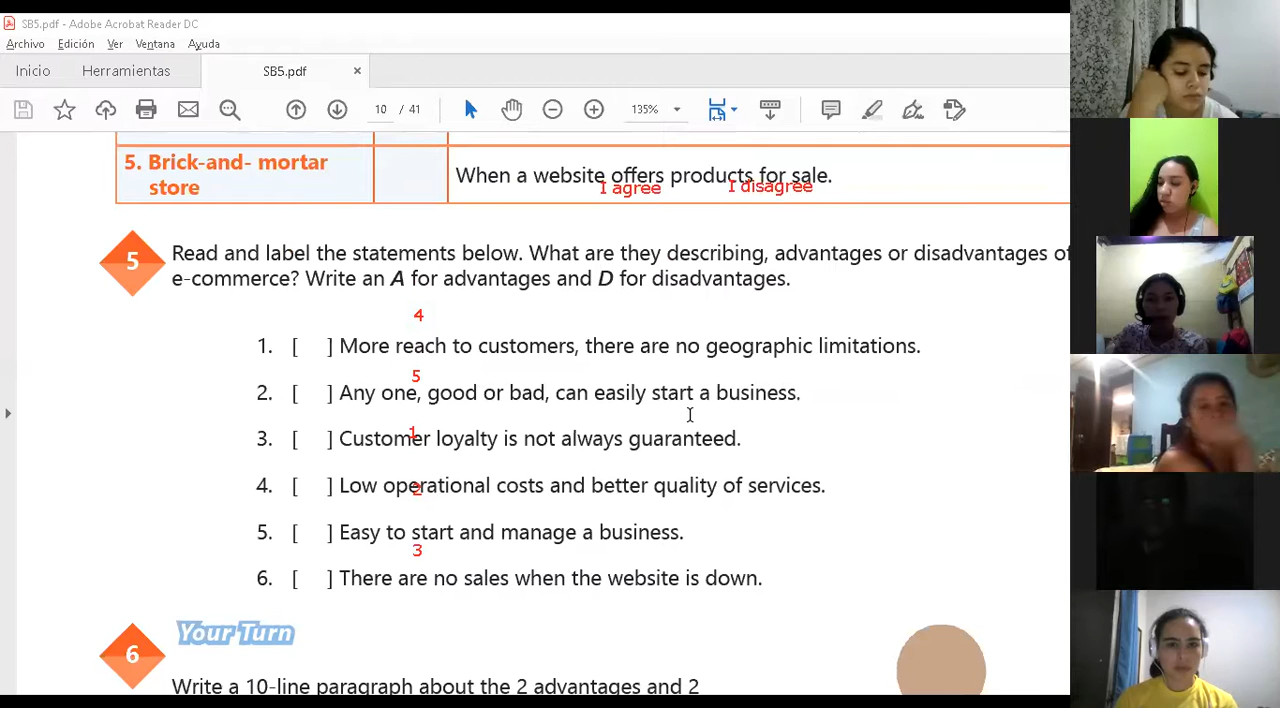 SB5.pdf - Adobe Acrobat Reader DC
Archivo Edición Ver Ventana Ayuda
Inicio Herramientas SB5.pdf ×
10 / 41 135%
5. Brick-and- mortar
store
When a website offers products for sale.
I agree I disagree
5
Read and label the statements below. What are they describing, advantages or disadvantages of
e-commerce? Write an A for advantages and D for disadvantages.
4
1. [ ] More reach to customers, there are no geographic limitations.
5
2. [ ] Any one, good or bad, can easily start a business.
1
3. [ ] Customer loyalty is not always guaranteed.
2
4. [ ] Low operational costs and better quality of services.
5. [ ] Easy to start and manage a business.
3
6. [ ] There are no sales when the website is down.
Your Turn
6
Write a 10-line paragraph about the 2 advantages and 2